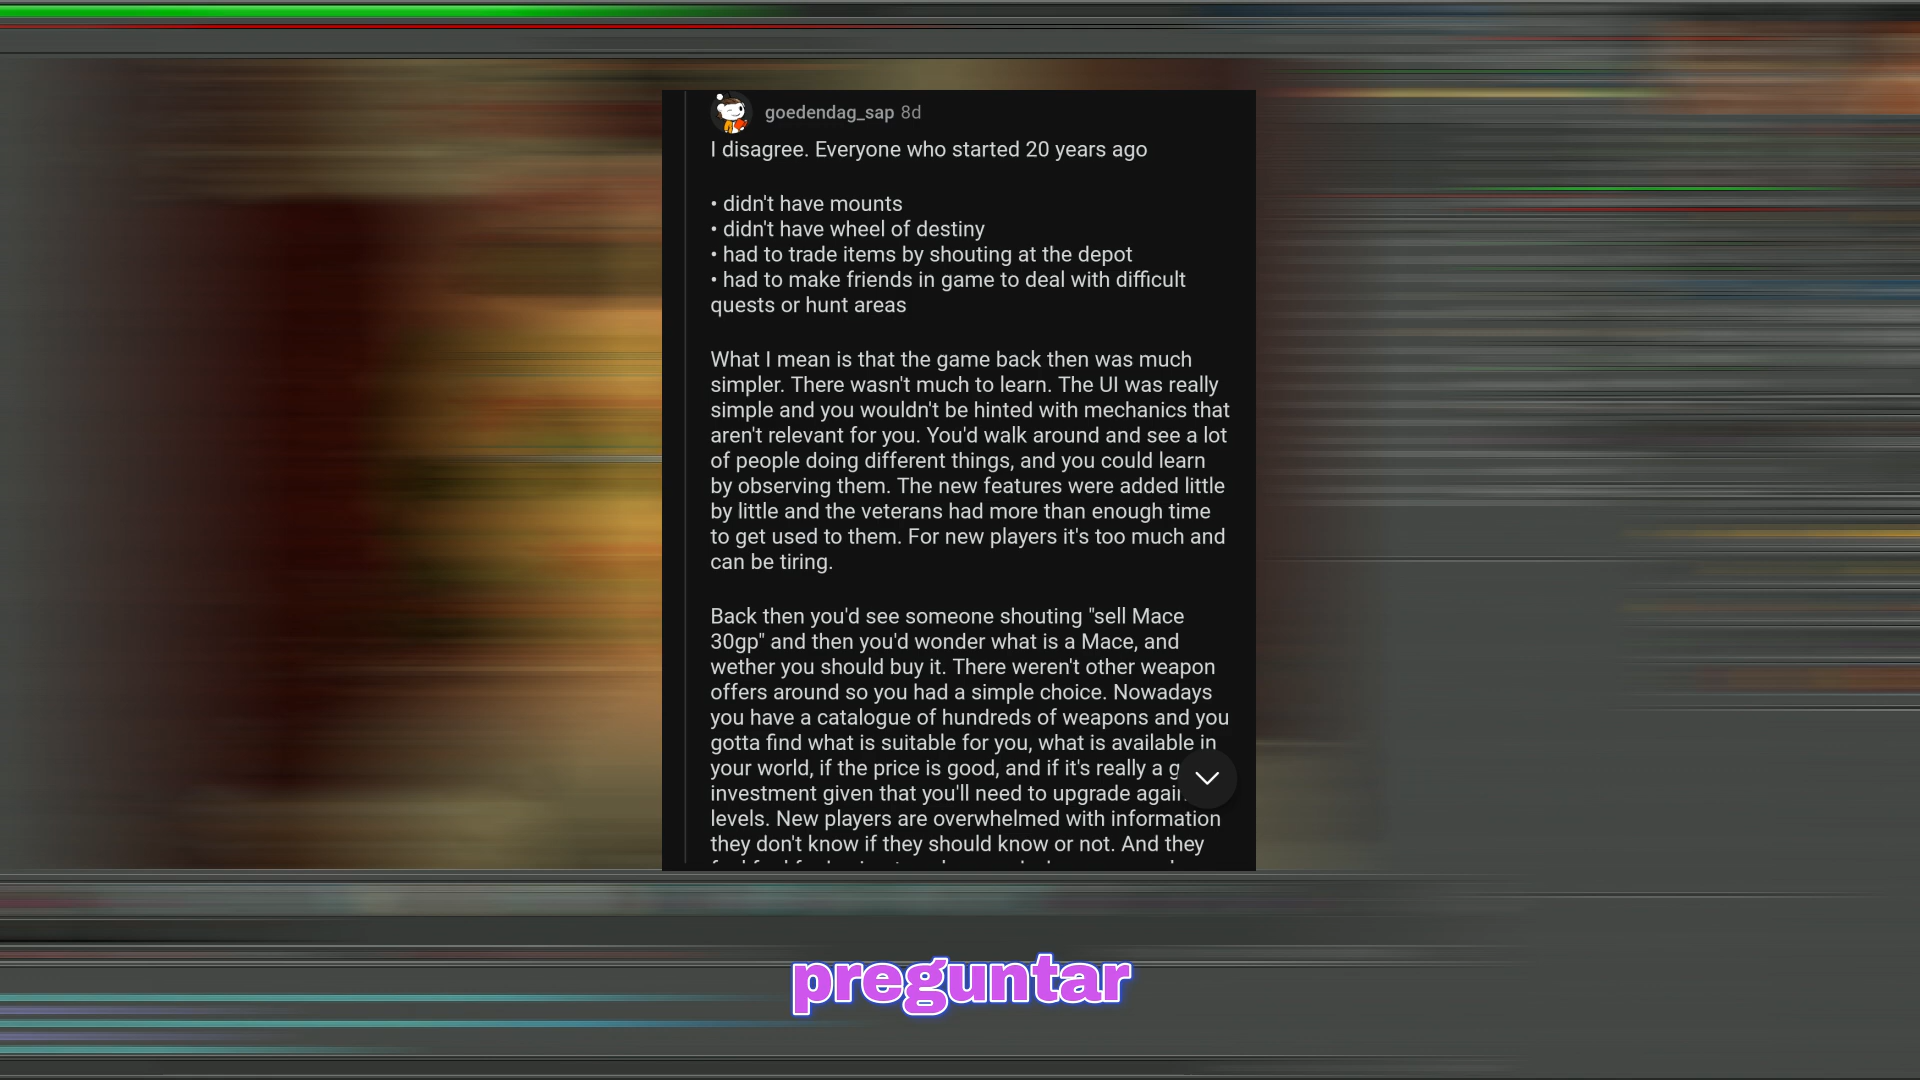 goedendag_sap 8d
I disagree. Everyone who started 20 years ago
• didn't have mounts
• didn't have wheel of destiny
• had to trade items by shouting at the depot
• had to make friends in game to deal with difficult
quests or hunt areas
What I mean is that the game back then was much
simpler. There wasn't much to learn. The UI was really
simple and you wouldn't be hinted with mechanics that
aren't relevant for you. You'd walk around and see a lot
of people doing different things, and you could learn
by observing them. The new features were added little
by little and the veterans had more than enough time
to get used to them. For new players it's too much and
can be tiring.
Back then you'd see someone shouting "sell Mace
30gp" and then you'd wonder what is a Mace, and
wether you should buy it. There weren't other weapon
offers around so you had a simple choice. Nowadays
you have a catalogue of hundreds of weapons and you
gotta find what is suitable for you, what is available in
your world, if the price is good, and if it's really a
investment given that you'll need to upgrade again
levels. New players are overwhelmed with information
they don't know if they should know or not. And they
preguntar